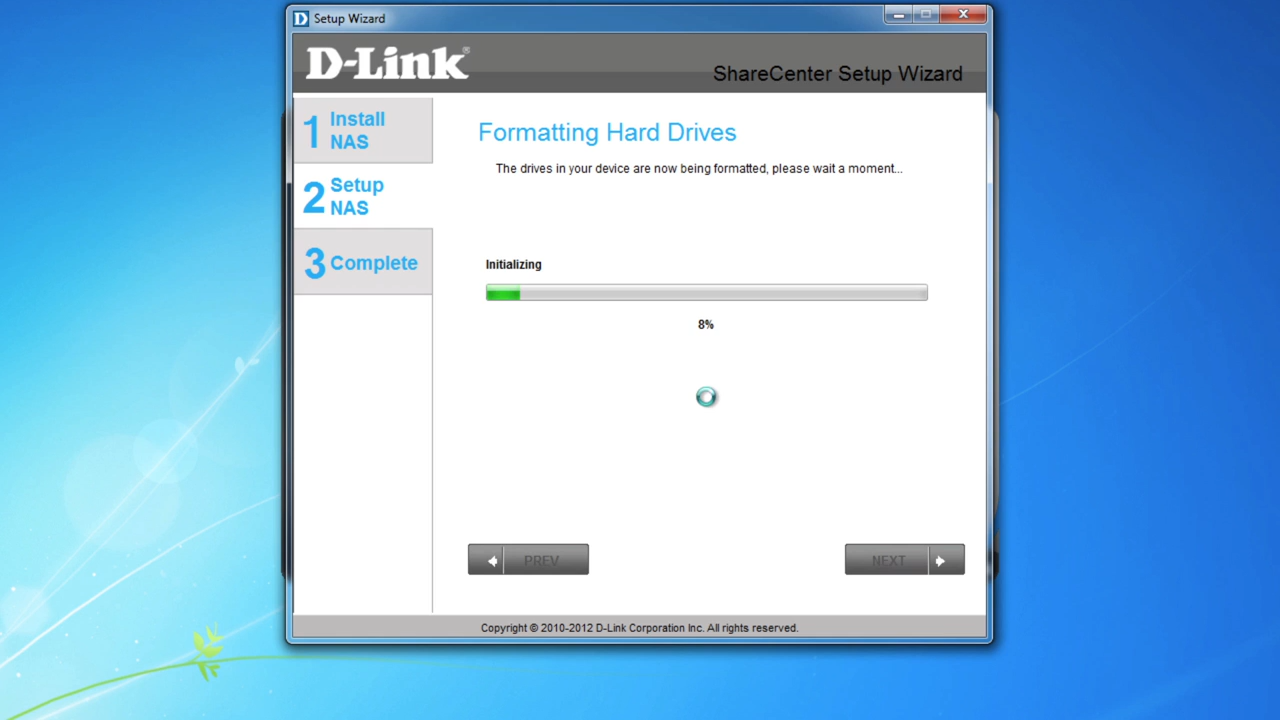 Setup Wizard
D-Link®
ShareCenter Setup Wizard
1 Install
NAS
2 Setup
NAS
3 Complete
Formatting Hard Drives
The drives in your device are now being formatted, please wait a moment...
Initializing
8%
PREV
NEXT
Copyright © 2010-2012 D-Link Corporation Inc. All rights reserved.